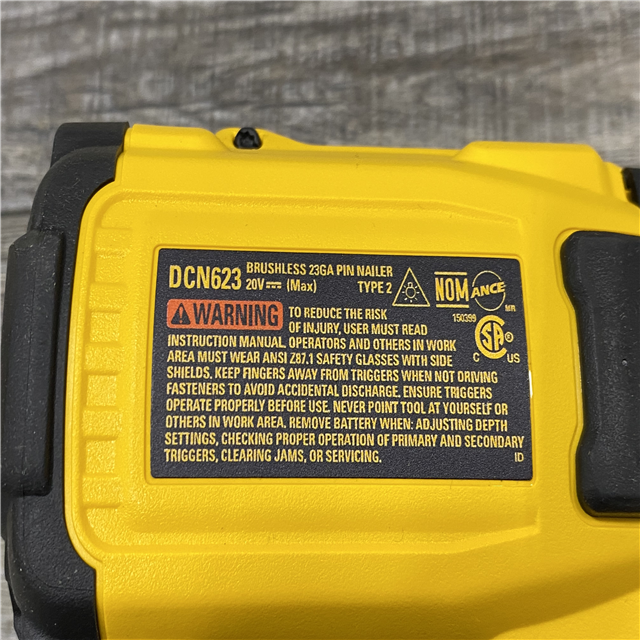 DCN623 BRUSHLESS 23GA PIN NAILER
20V⎓ (Max) TYPE 2
NOM ANCE MR
150399
SA
C US
WARNING TO REDUCE THE RISK
OF INJURY, USER MUST READ
INSTRUCTION MANUAL. OPERATORS AND OTHERS IN WORK
AREA MUST WEAR ANSI Z87.1 SAFETY GLASSES WITH SIDE
SHIELDS. KEEP FINGERS AWAY FROM TRIGGERS WHEN NOT DRIVING
FASTENERS TO AVOID ACCIDENTAL DISCHARGE. ENSURE TRIGGERS
OPERATE PROPERLY BEFORE USE. NEVER POINT TOOL AT YOURSELF OR
OTHERS IN WORK AREA. REMOVE BATTERY WHEN: ADJUSTING DEPTH
SETTINGS, CHECKING PROPER OPERATION OF PRIMARY AND SECONDARY
TRIGGERS, CLEARING JAMS, OR SERVICING. ID